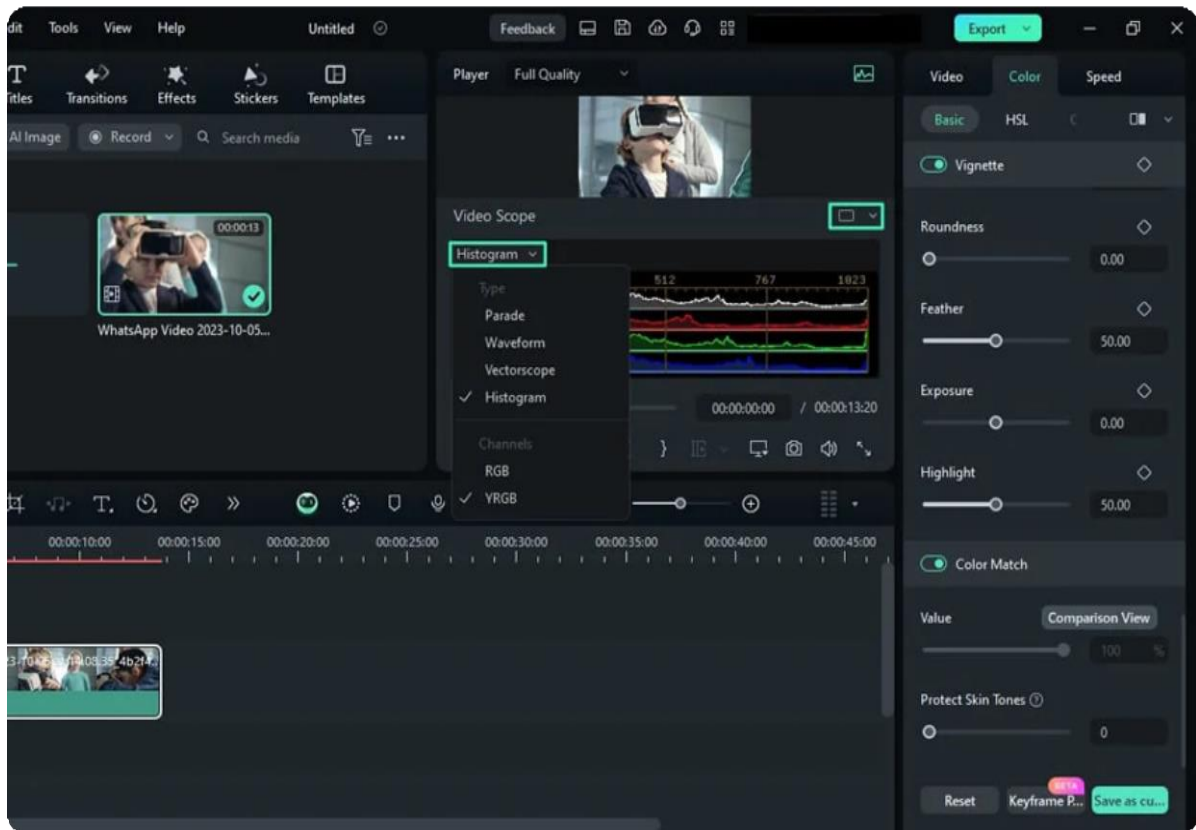 dit Tools View Help Untitled Feedback Export
Titles Transitions Effects Stickers Templates
AI Image Record Search media
00:00:13
WhatsApp Video 2023-10-05...
Player Full Quality
Video Scope
Histogram
Type
Parade
Waveform
Vectorscope
Histogram
Channels
RGB
YRGB
512 767 1023
00:00:00:00 / 00:00:13:20
Video Color Speed
Basic HSL
Vignette
Roundness
0.00
Feather
50.00
Exposure
0.00
Highlight
50.00
Color Match
Value Comparison View
100 %
Protect Skin Tones
0
Reset Keyframe P... BETA Save as cu...
00:00:10:00 00:00:15:00 00:00:20:00 00:00:25:00 00:00:30:00 00:00:35:00 00:00:40:00 00:00:45:00